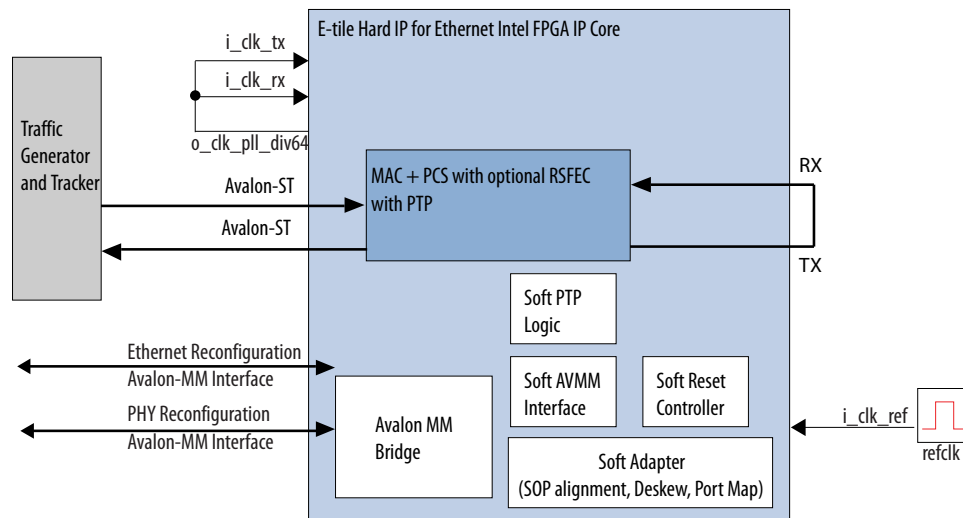 E-tile Hard IP for Ethernet Intel FPGA IP Core
i_clk_tx
i_clk_rx
o_clk_pll_div64
Traffic
Generator
and Tracker
Avalon-ST
Avalon-ST
MAC + PCS with optional RSFEC
with PTP
RX
TX
Soft PTP
Logic
Ethernet Reconfiguration
Avalon-MM Interface
PHY Reconfiguration
Avalon-MM Interface
Avalon MM
Bridge
Soft AVMM
Interface
Soft Reset
Controller
Soft Adapter
(SOP alignment, Deskew, Port Map)
i_clk_ref
refclk